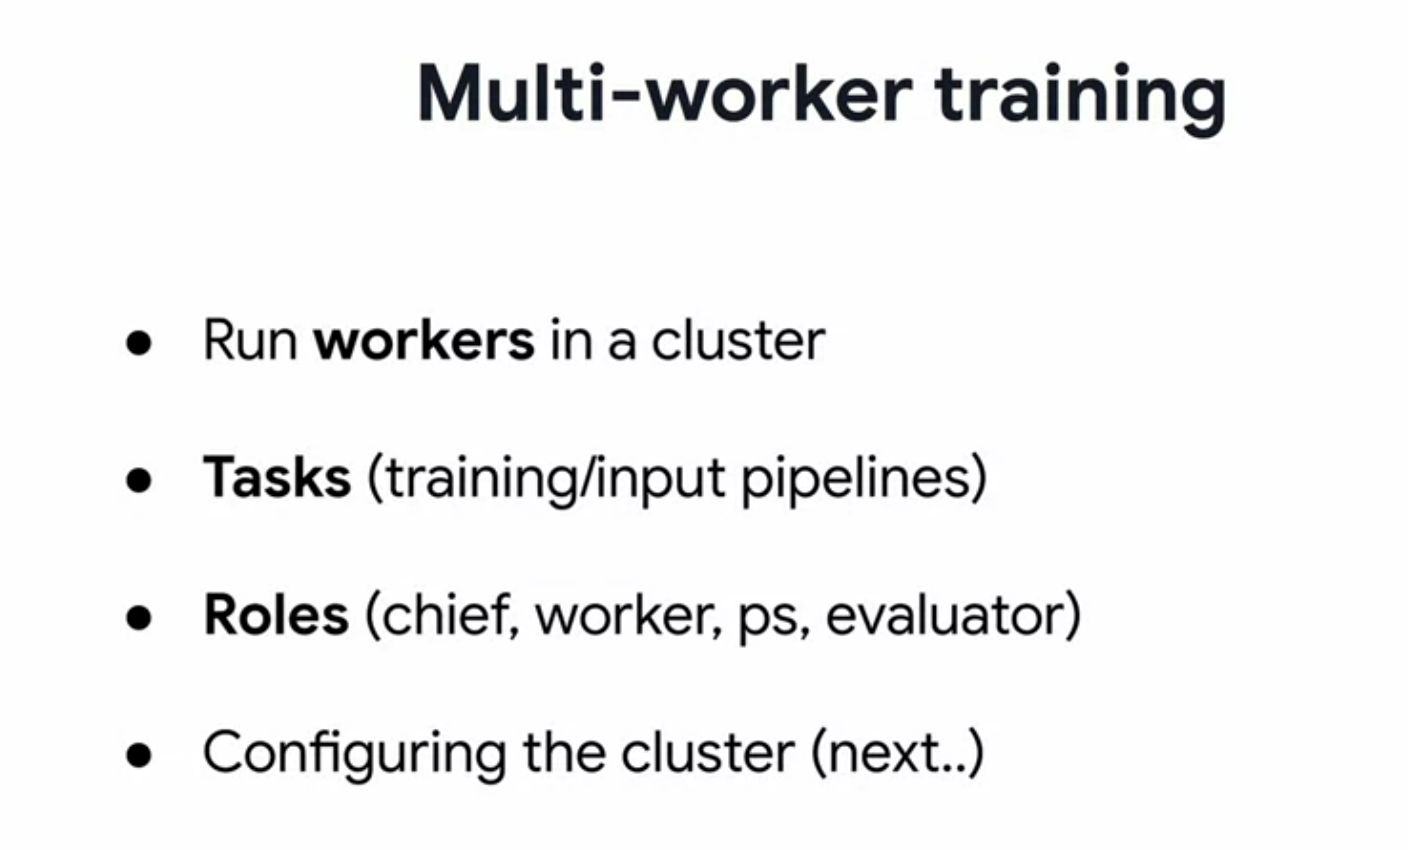 Multi-worker training
● Run workers in a cluster
● Tasks (training/input pipelines)
● Roles (chief, worker, ps, evaluator)
● Configuring the cluster (next..)